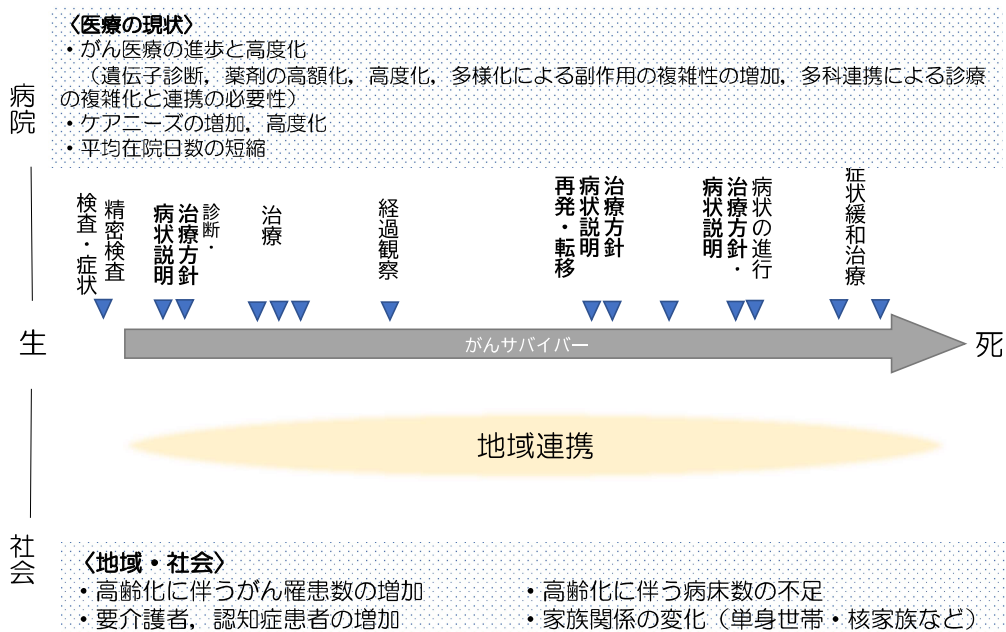 〈医療の現状〉
・がん医療の進歩と高度化
（遺伝子診断，薬剤の高額化，高度化，多様化による副作用の複雑性の増加，多科連携による診療
の複雑化と連携の必要性）
・ケアニーズの増加，高度化
・平均在院日数の短縮
病院
検査・症状
精密検査
診断・
治療方針
病状説明
治療
経過観察
再発・転移
病状説明
治療方針
病状の進行
治療方針・
病状説明
症状緩和治療
生
がんサバイバー
死
地域連携
社会
〈地域・社会〉
・高齢化に伴うがん罹患数の増加
・要介護者，認知症患者の増加
・高齢化に伴う病床数の不足
・家族関係の変化（単身世帯・核家族など）